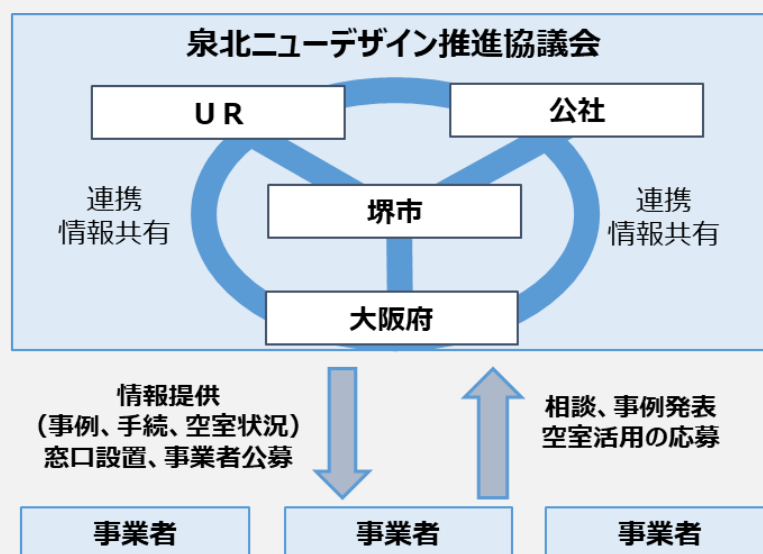 泉北ニューデザイン推進協議会
ＵＲ
公社
連携
情報共有
堺市
連携
情報共有
大阪府
情報提供
（事例、手続、空室状況）
窓口設置、事業者公募
相談、事例発表
空室活用の応募
事業者
事業者
事業者